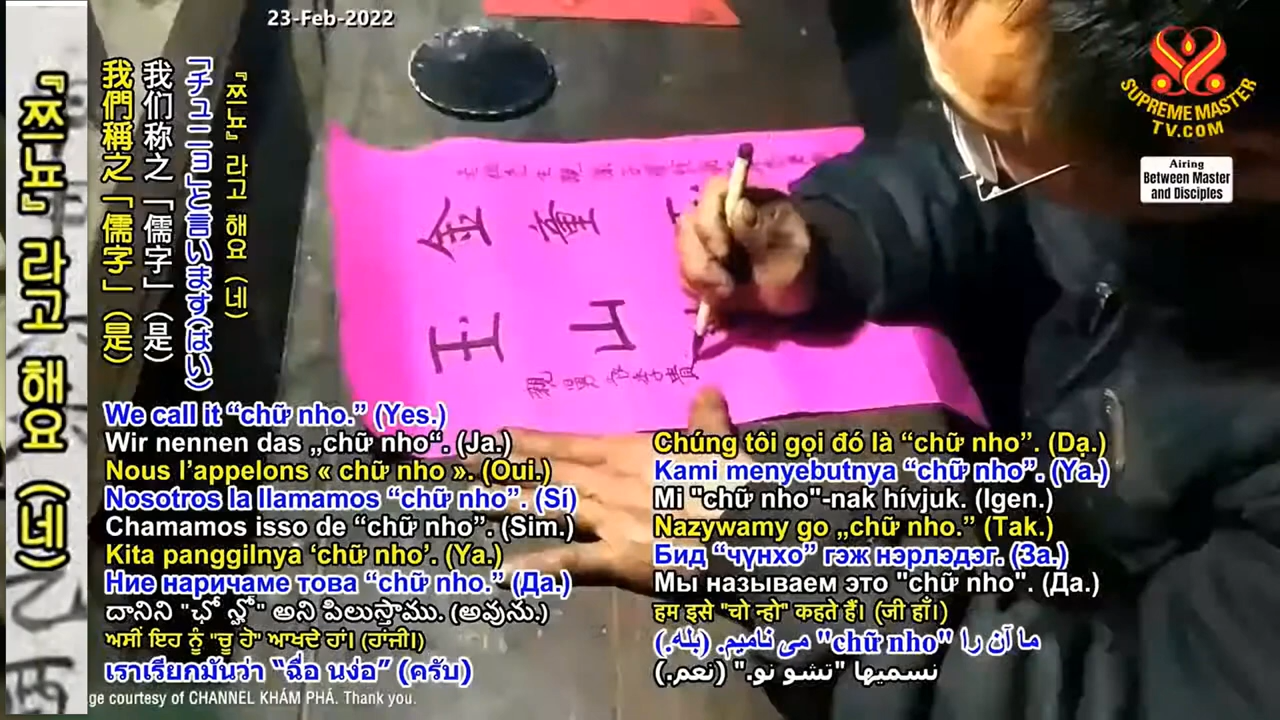 23-Feb-2022
SUPREME MASTER
TV.COM
Airing
Between Master
and Disciples
『쯔뇨』라고 해요 (네)
我們稱之「儒字」（是）
我们称之「儒字」（是）
「チュニョ」と言います(はい)
『쯔뇨』라고 해요 (네)
金 重
王 山
We call it “chữ nho.” (Yes.)
Wir nennen das „chữ nho“. (Ja.)
Nous l’appelons « chữ nho ». (Oui.)
Nosotros la llamamos “chữ nho”. (Sí)
Chamamos isso de “chữ nho”. (Sim.)
Kita panggilnya ‘chữ nho’. (Ya.)
Ние наричаме това “chữ nho.” (Да.)
దానిని "ఛో న్హో" అని పిలుస్తాము. (అవును.)
ਅਸੀਂ ਇਹ ਨੂੰ "ਚੂ ਹੋ" ਆਖਦੇ ਹਾਂ। (ਹਾਂਜੀ।)
เราเรียกมันว่า “ฉื่อ นง่อ” (ครับ)
Chúng tôi gọi đó là “chữ nho”. (Dạ.)
Kami menyebutnya “chữ nho”. (Ya.)
Mi "chữ nho"-nak hívjuk. (Igen.)
Nazywamy go „chữ nho.” (Tak.)
Бид “чүнхо” гэж нэрлэдэг. (За.)
Мы называем это "chữ nho". (Да.)
हम इसे "चो न्हो" कहते हैं। (जी हाँ।)
ما آن را "chữ nho" می نامیم. (بله.)
نسميها "تشو نو." (نعم.)
ge courtesy of CHANNEL KHÁM PHÁ. Thank you.